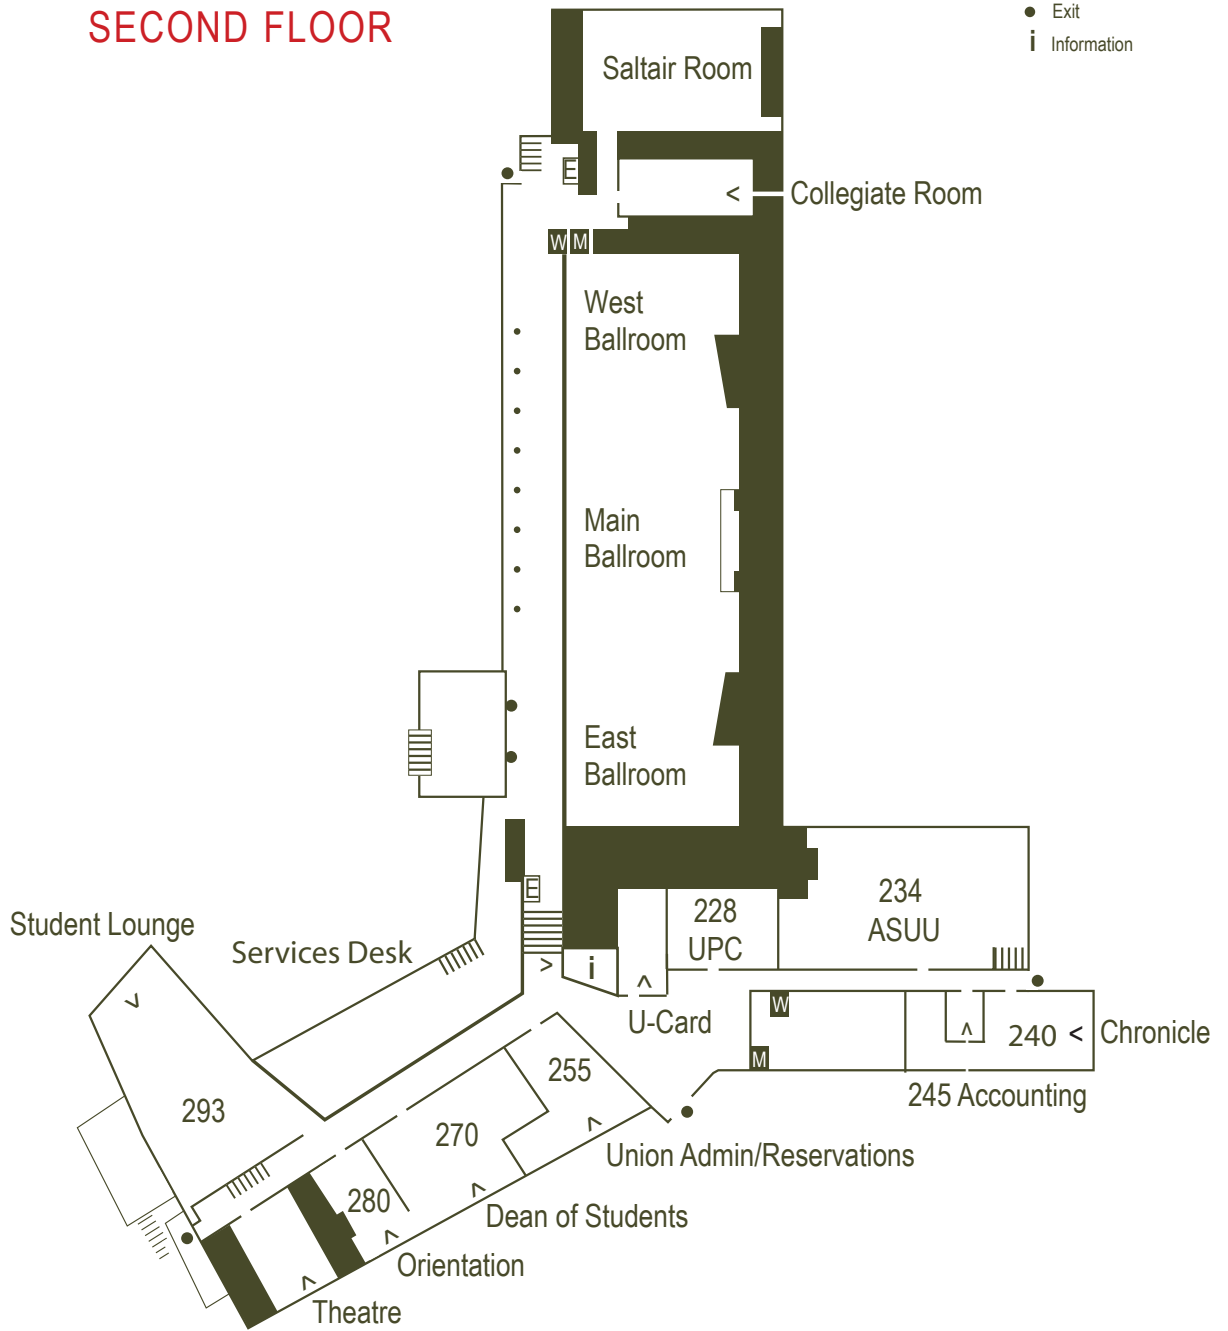 SECOND FLOOR
Exit
i Information
Saltair Room
E
Collegiate Room
W M
West
Ballroom
Main
Ballroom
East
Ballroom
E
234
ASUU
228
UPC
Student Lounge
Services Desk
i
U-Card
W
M
240
Chronicle
245 Accounting
255
293
270
Union Admin/Reservations
280
Dean of Students
Orientation
Theatre